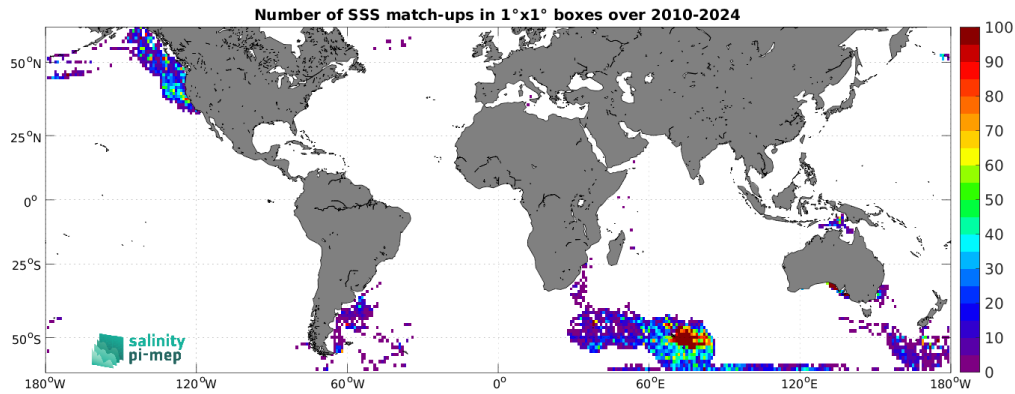 Number of SSS match-ups in 1°x1° boxes over 2010-2024
50°N
25°N
0°
25°S
50°S
180°W
120°W
60°W
0°
60°E
120°E
180°W
100
90
80
70
60
50
40
30
20
10
0
salinity
pi-mep